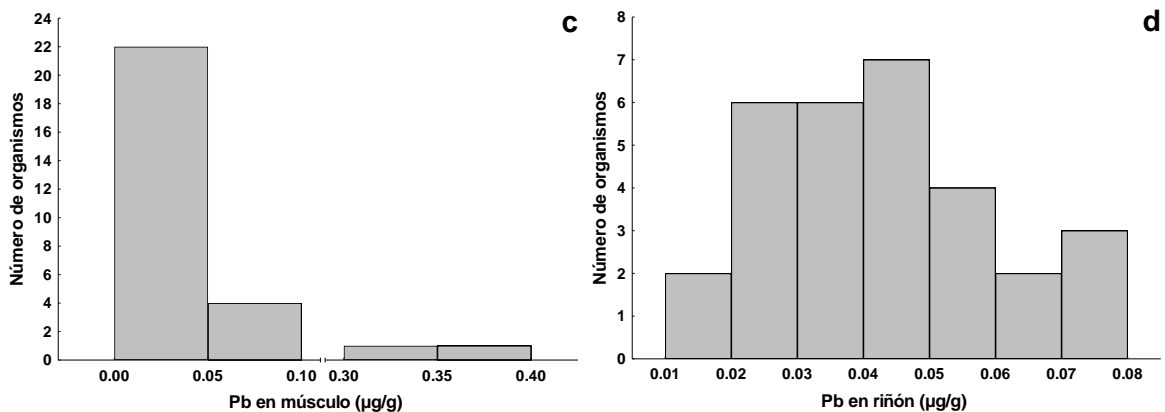 c
24
22
20
18
16
14
12
10
8
6
4
2
0
Número de organismos
0.00 0.05 0.10 0.30 0.35 0.40
Pb en músculo (µg/g)
d
8
7
6
5
4
3
2
1
0
Número de organismos
0.01 0.02 0.03 0.04 0.05 0.06 0.07 0.08
Pb en riñón (µg/g)